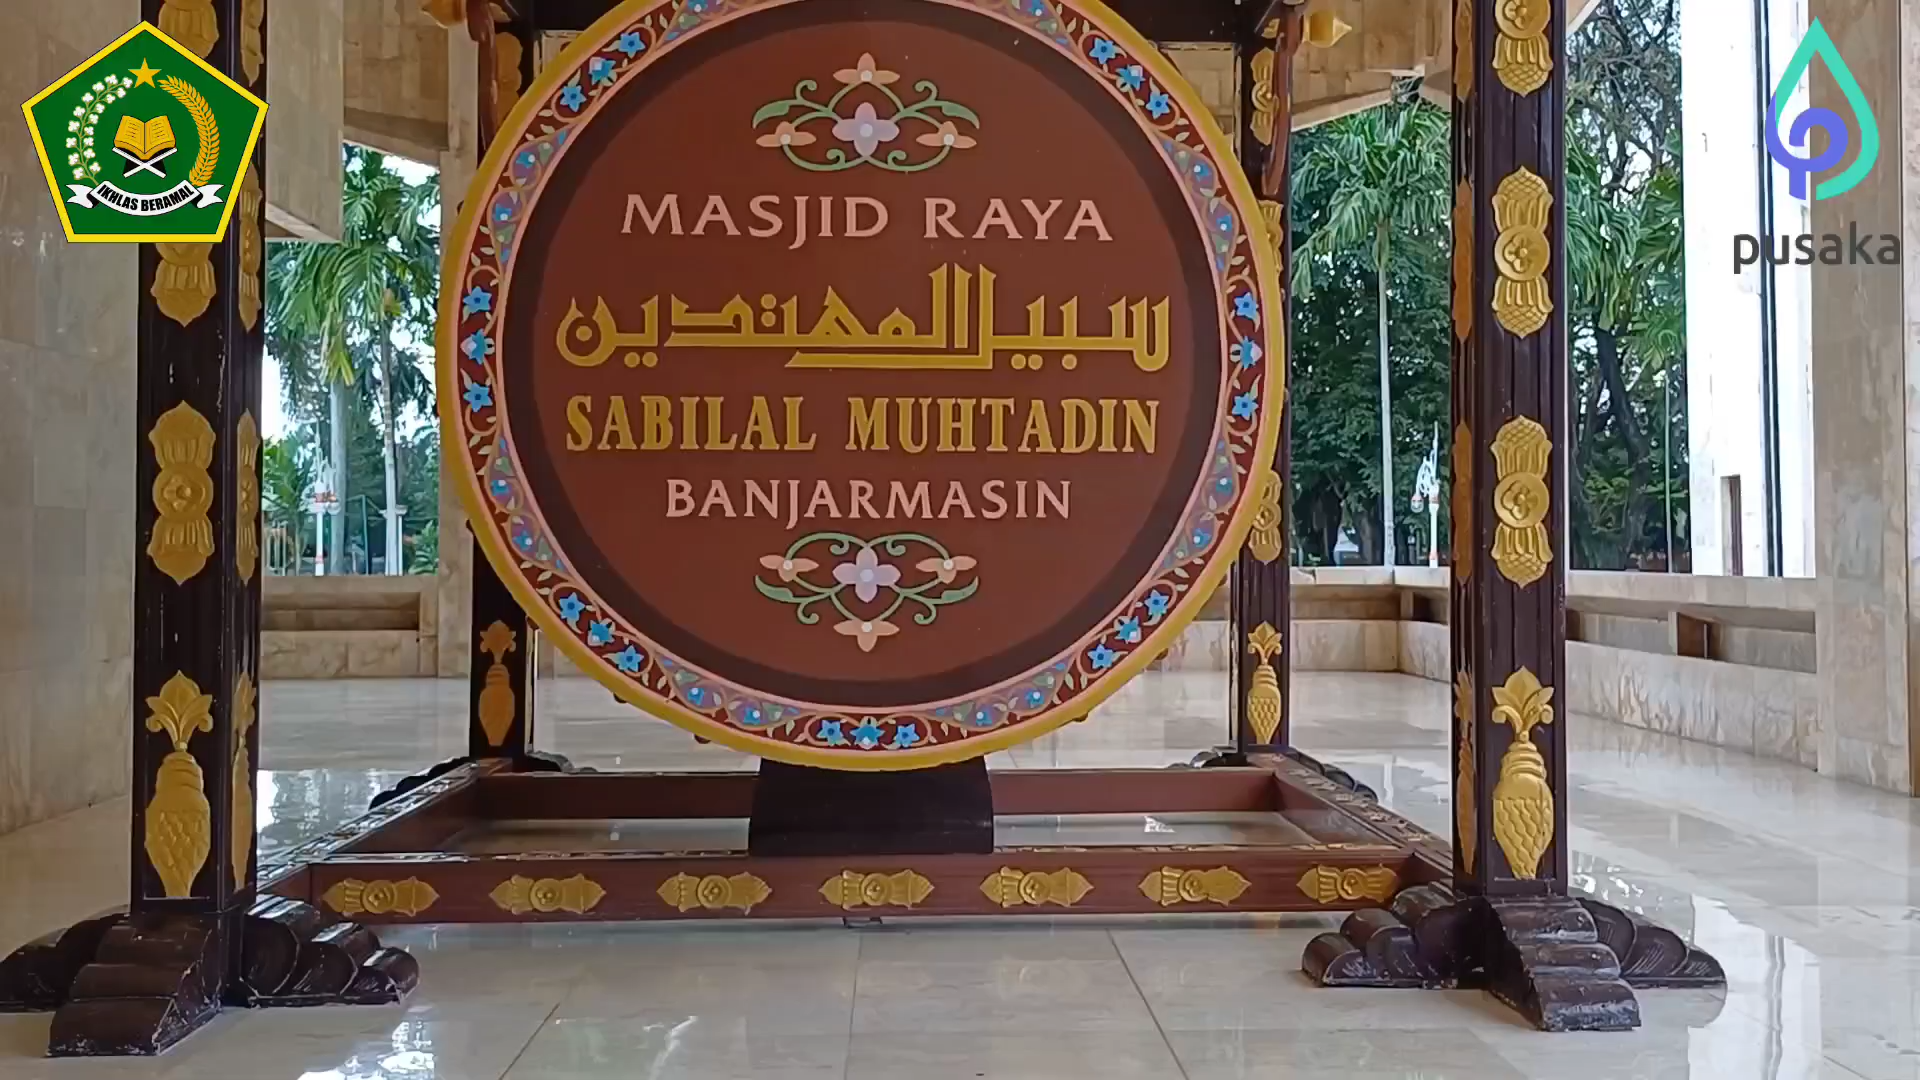 IKHLAS BERAMAL
pusaka
MASJID RAYA
سبيل المهتدين
SABILAL MUHTADIN
BANJARMASIN